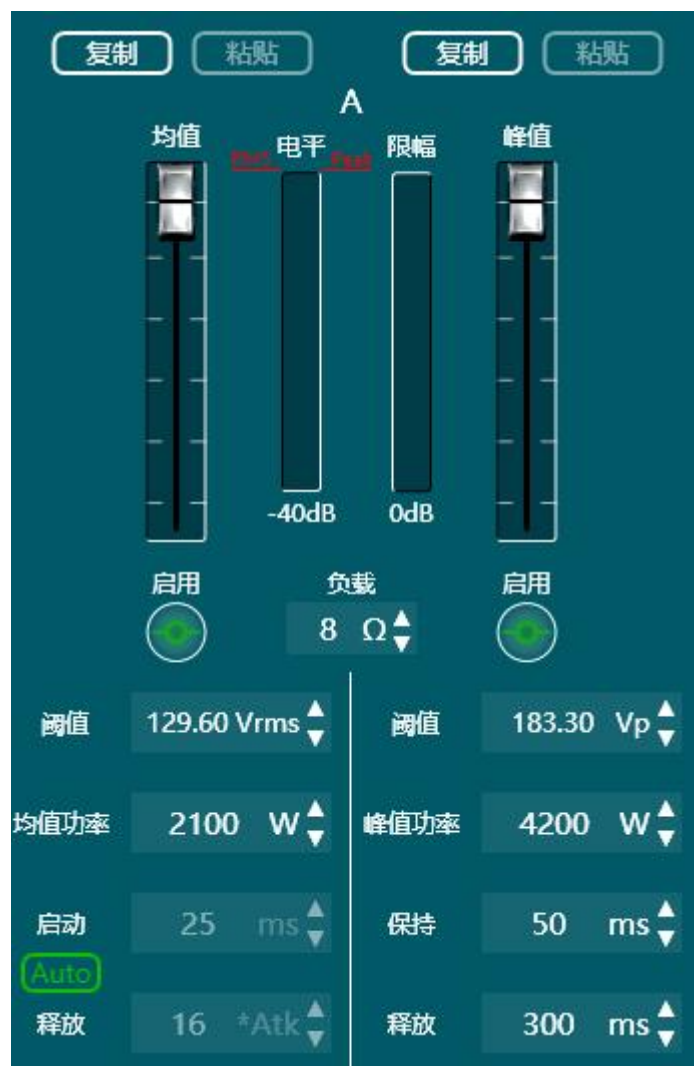 复制 粘贴 复制 粘贴
A
均值 电平 限幅 峰值
-40dB 0dB
启用 负载 启用
8 Ω
阈值 129.60 Vrms 阈值 183.30 Vp
均值功率 2100 W 峰值功率 4200 W
启动 25 ms 保持 50 ms
Auto
释放 16 *Atk 释放 300 ms